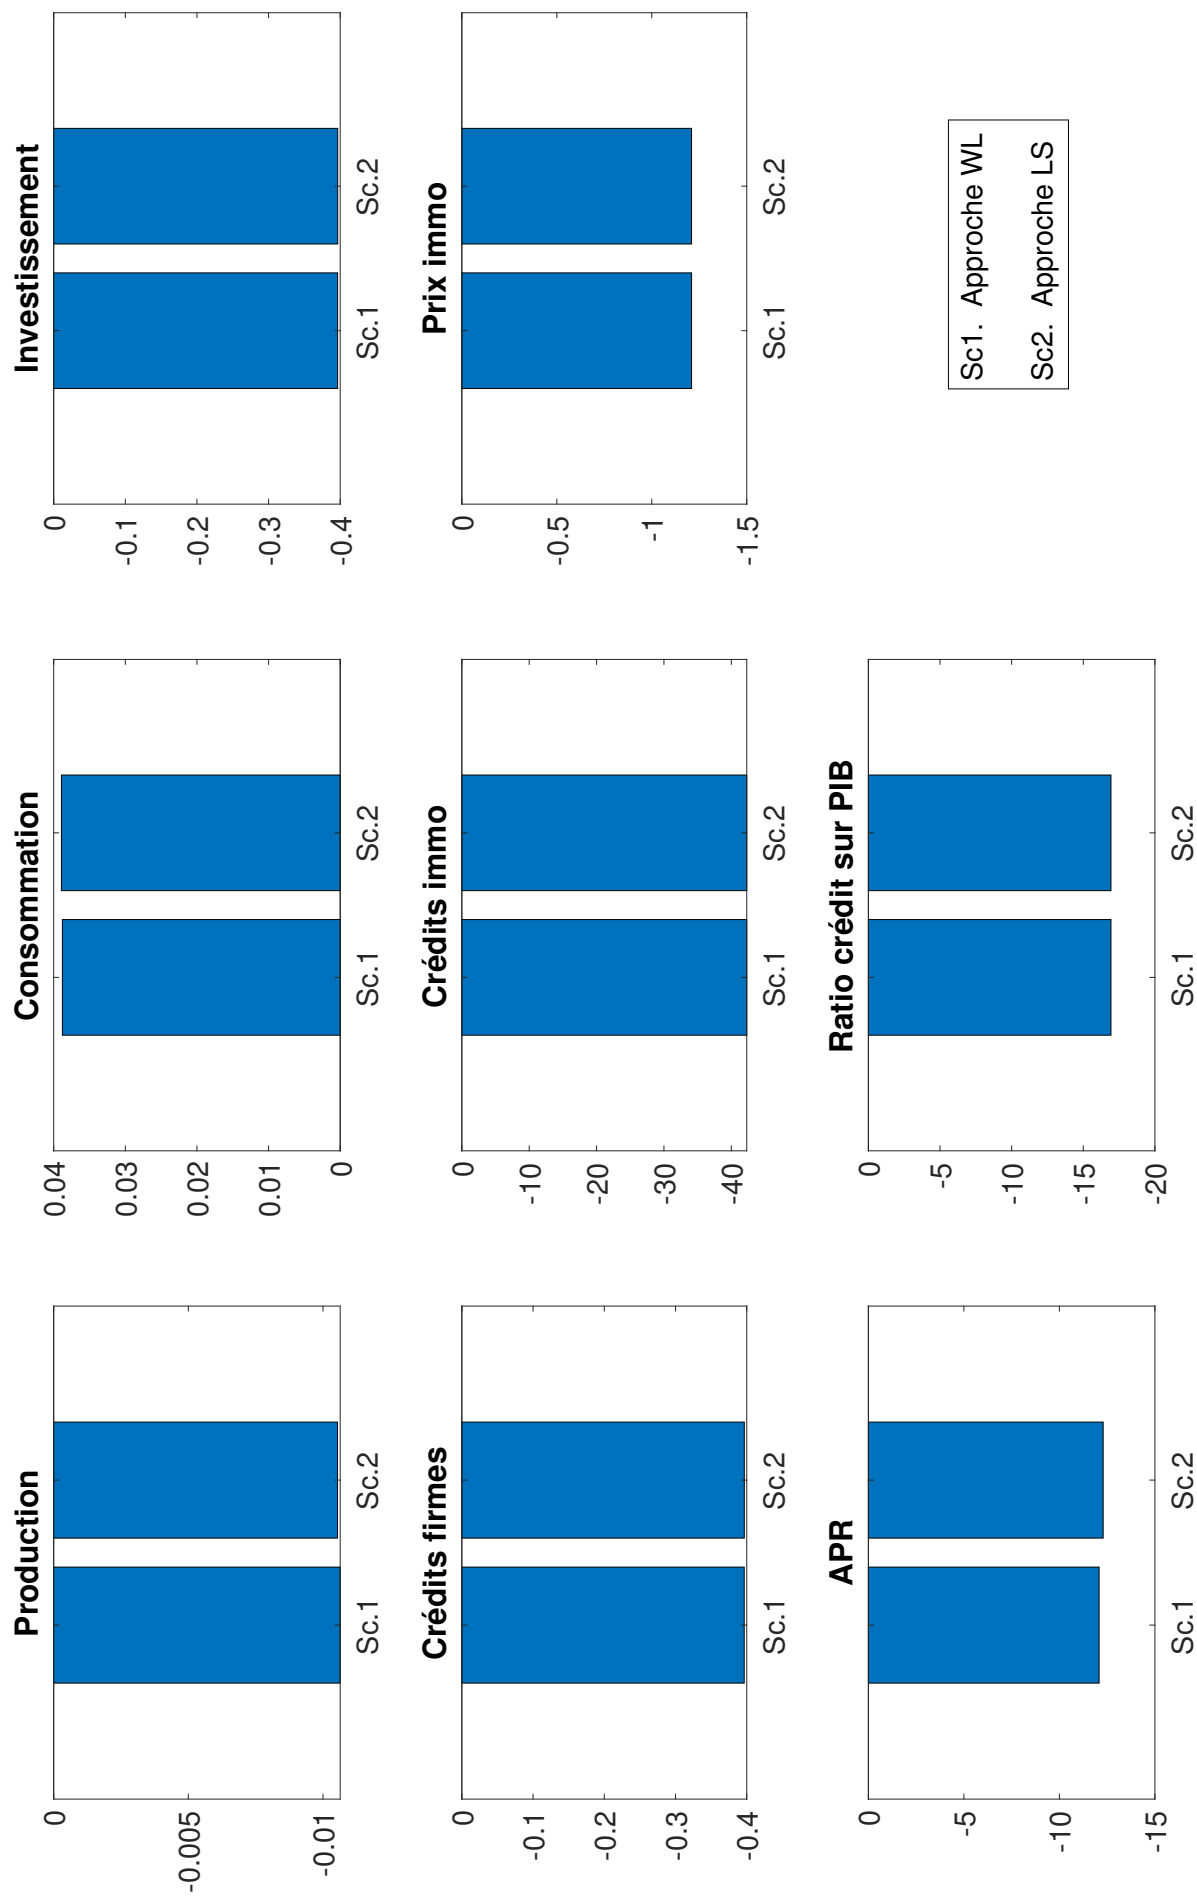 Production
0
-0.005
-0.01
Sc.1 Sc.2
Consommation
0.04
0.03
0.02
0.01
0
Sc.1 Sc.2
Investissement
0
-0.1
-0.2
-0.3
-0.4
Sc.1 Sc.2
Crédits firmes
0
-0.1
-0.2
-0.3
-0.4
Sc.1 Sc.2
Crédits immo
0
-10
-20
-30
-40
Sc.1 Sc.2
Prix immo
0
-0.5
-1
-1.5
Sc.1 Sc.2
APR
0
-5
-10
-15
Sc.1 Sc.2
Ratio crédit sur PIB
0
-5
-10
-15
-20
Sc.1 Sc.2
Sc1. Approche WL
Sc2. Approche LS